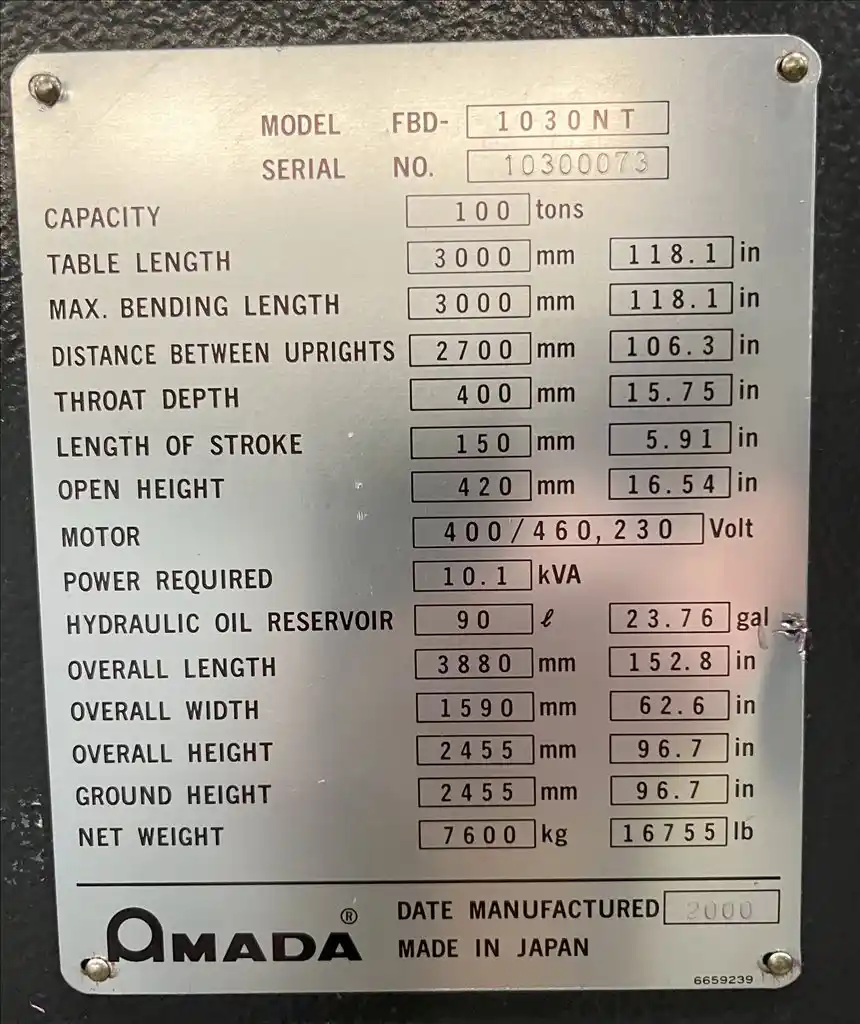 MODEL FBD- 1030NT
SERIAL NO. 10300073
CAPACITY 100 tons
TABLE LENGTH 3000 mm 118.1 in
MAX. BENDING LENGTH 3000 mm 118.1 in
DISTANCE BETWEEN UPRIGHTS 2700 mm 106.3 in
THROAT DEPTH 400 mm 15.75 in
LENGTH OF STROKE 150 mm 5.91 in
OPEN HEIGHT 420 mm 16.54 in
MOTOR 400/460,230 Volt
POWER REQUIRED 10.1 kVA
HYDRAULIC OIL RESERVOIR 90 ℓ 23.76 gal
OVERALL LENGTH 3880 mm 152.8 in
OVERALL WIDTH 1590 mm 62.6 in
OVERALL HEIGHT 2455 mm 96.7 in
GROUND HEIGHT 2455 mm 96.7 in
NET WEIGHT 7600 kg 16755 lb
AMADA ® DATE MANUFACTURED 2000
MADE IN JAPAN
6659239